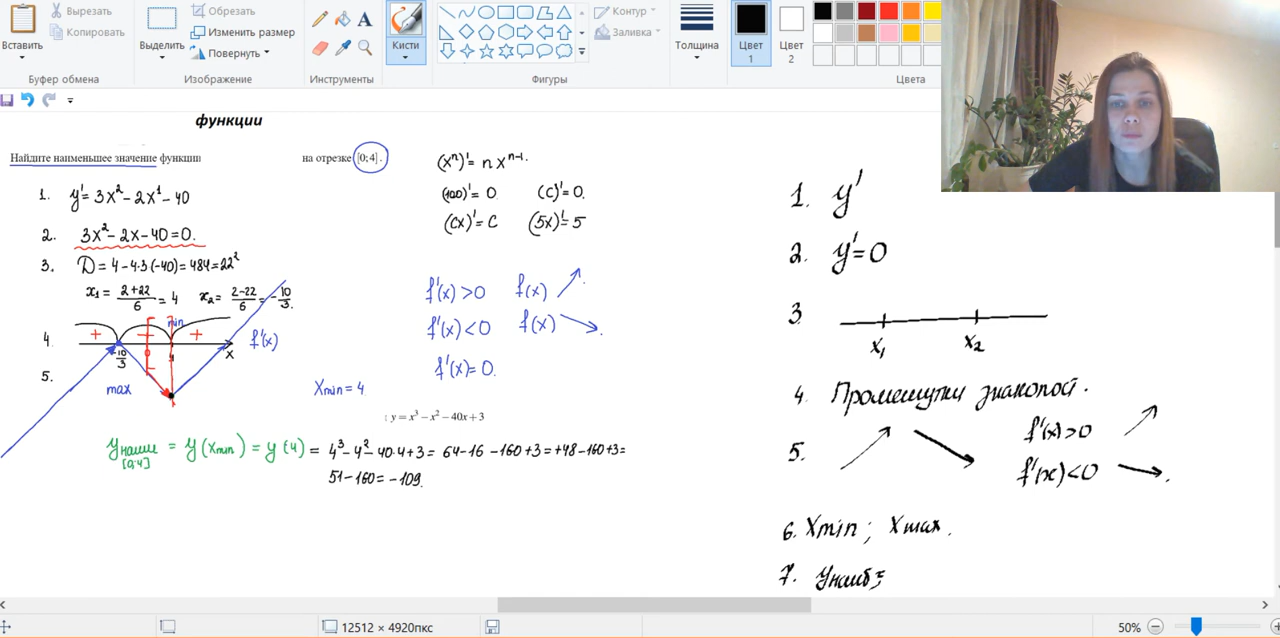 Вставить
Вырезать
Копировать
Буфер обмена
Выделить
Обрезать
Изменить размер
Повернуть
Изображение
Инструменты
Кисти
Контур
Заливка
Фигуры
Толщина
Цвет 1
Цвет 2
Цвета
функции
Найдите наименьшее значение функции на отрезке [0;4].
1. y' = 3x² - 2x¹ - 40
2. 3x² - 2x - 40 = 0.
3. D = 4 - 4·3(-40) = 484 = 22²
x₁ = (2+22)/6 = 4 x₂ = (2-22)/6 = -10/3.
4. + - + f'(x)
min
-10/3 4 x
5. max
Xmin = 4
y = x³ – x² – 40x + 3
Yнаим [0;4] = y(Xmin) = y(4) = 4³ - 4² - 40·4 + 3 = 64 - 16 - 160 + 3 = +48 - 160 + 3 =
51 - 160 = -109.
(xⁿ)' = n xⁿ⁻¹.
(100)' = 0 (C)' = 0.
(Cx)' = C (5x)' = 5
f'(x) > 0 f(x)
f'(x) < 0 f(x)
f'(x) = 0.
1. y'
2. y' = 0
3. x₁ x₂
4. Промежутки знакопост.
5. f'(x) > 0
f'(x) < 0
6. Xmin ; Xmax.
7. Yнаиб;
12512 × 4920пкс
50%